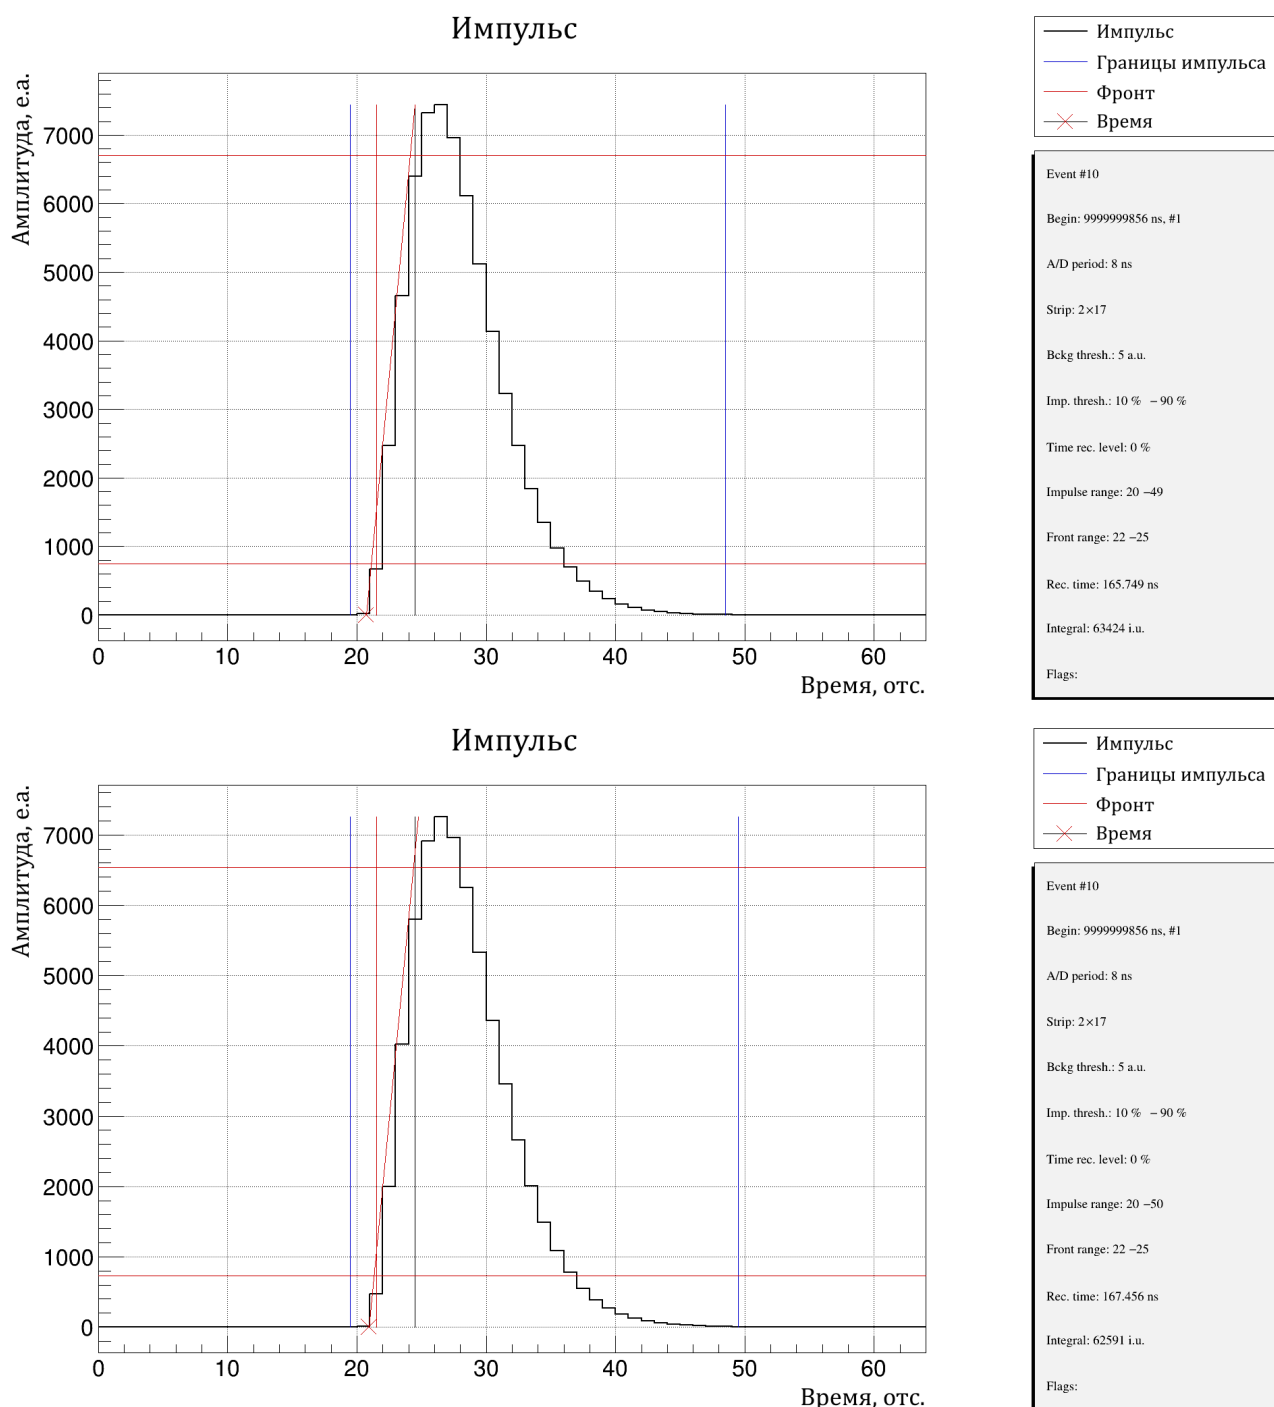 Импульс
Амплитуда, е.а.
7000
6000
5000
4000
3000
2000
1000
0
0 10 20 30 40 50 60
Время, отс.
Импульс
Границы импульса
Фронт
Время
Event #10
Begin: 9999999856 ns, #1
A/D period: 8 ns
Strip: 2×17
Bckg thresh.: 5 a.u.
Imp. thresh.: 10 % − 90 %
Time rec. level: 0 %
Impulse range: 20 −49
Front range: 22 −25
Rec. time: 165.749 ns
Integral: 63424 i.u.
Flags:
Импульс
Амплитуда, е.а.
7000
6000
5000
4000
3000
2000
1000
0
0 10 20 30 40 50 60
Время, отс.
Импульс
Границы импульса
Фронт
Время
Event #10
Begin: 9999999856 ns, #1
A/D period: 8 ns
Strip: 2×17
Bckg thresh.: 5 a.u.
Imp. thresh.: 10 % − 90 %
Time rec. level: 0 %
Impulse range: 20 −50
Front range: 22 −25
Rec. time: 167.456 ns
Integral: 62591 i.u.
Flags: